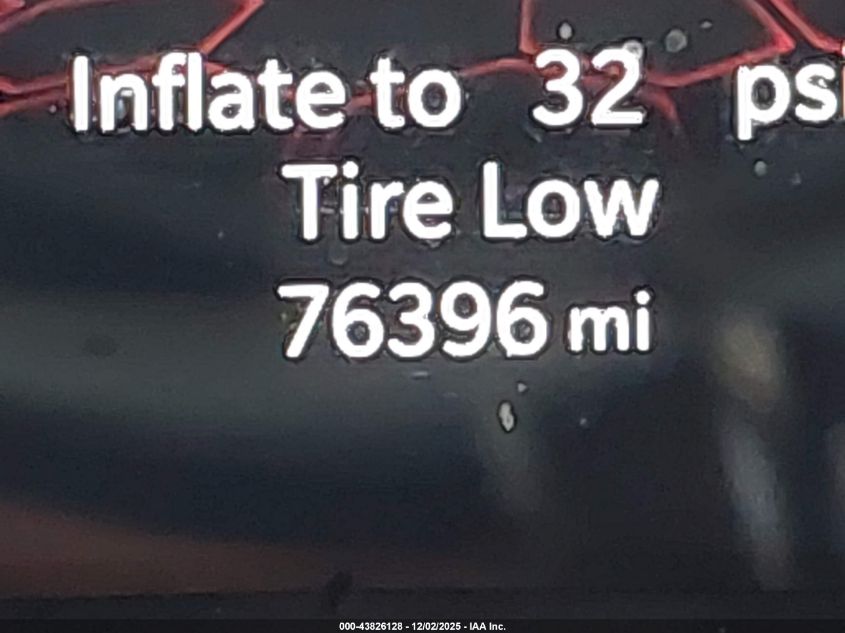 Inflate to 32 psi
Tire Low
76396 mi
000-43826128 - 12/02/2025 - IAA Inc.